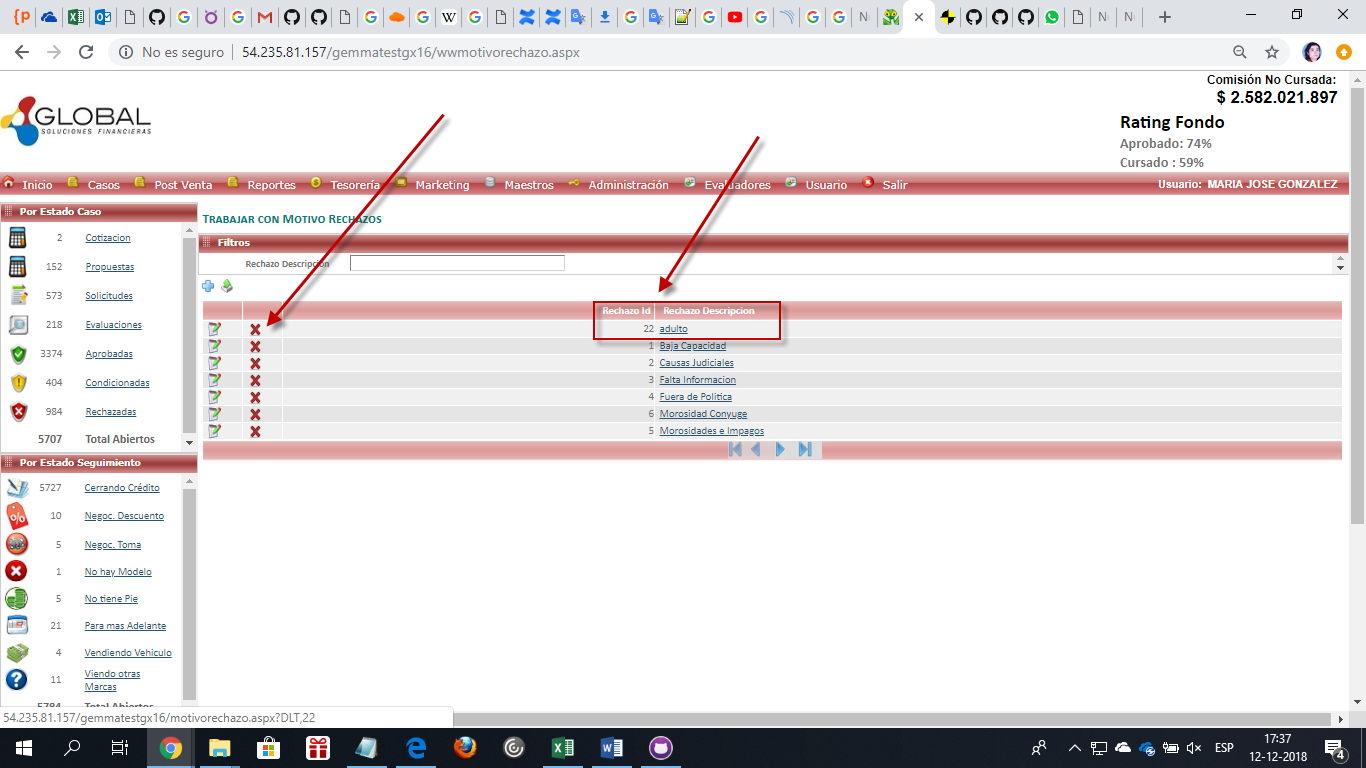 No es seguro | 54.235.81.157/gemmatestgx16/wwmotivorechazo.aspx
Comisión No Cursada:
$ 2.582.021.897
GLOBAL
SOLUCIONES FINANCIERAS
Rating Fondo
Aprobado: 74%
Cursado : 59%
Inicio Casos Post Venta Reportes Tesorería Marketing Maestros Administración Evaluadores Usuario Salir Usuario: MARIA JOSE GONZALEZ
Por Estado Caso
2 Cotizacion
152 Propuestas
573 Solicitudes
218 Evaluaciones
3374 Aprobadas
404 Condicionadas
984 Rechazadas
5707 Total Abiertos
Por Estado Seguimiento
5727 Cerrando Crédito
10 Negoc. Descuento
5 Negoc. Toma
1 No hay Modelo
5 No tiene Pie
21 Para mas Adelante
4 Vendiendo Vehiculo
11 Viendo otras
Marcas
5784 Total Abiertos
TRABAJAR CON MOTIVO RECHAZOS
Filtros
Rechazo Descripcion
Rechazo Id Rechazo Descripcion
22 adulto
1 Baja Capacidad
2 Causas Judiciales
3 Falta Informacion
4 Fuera de Politica
6 Morosidad Conyuge
5 Morosidades e Impagos
54.235.81.157/gemmatestgx16/motivorechazo.aspx?DLT,22
ESP
17:37
12-12-2018
4